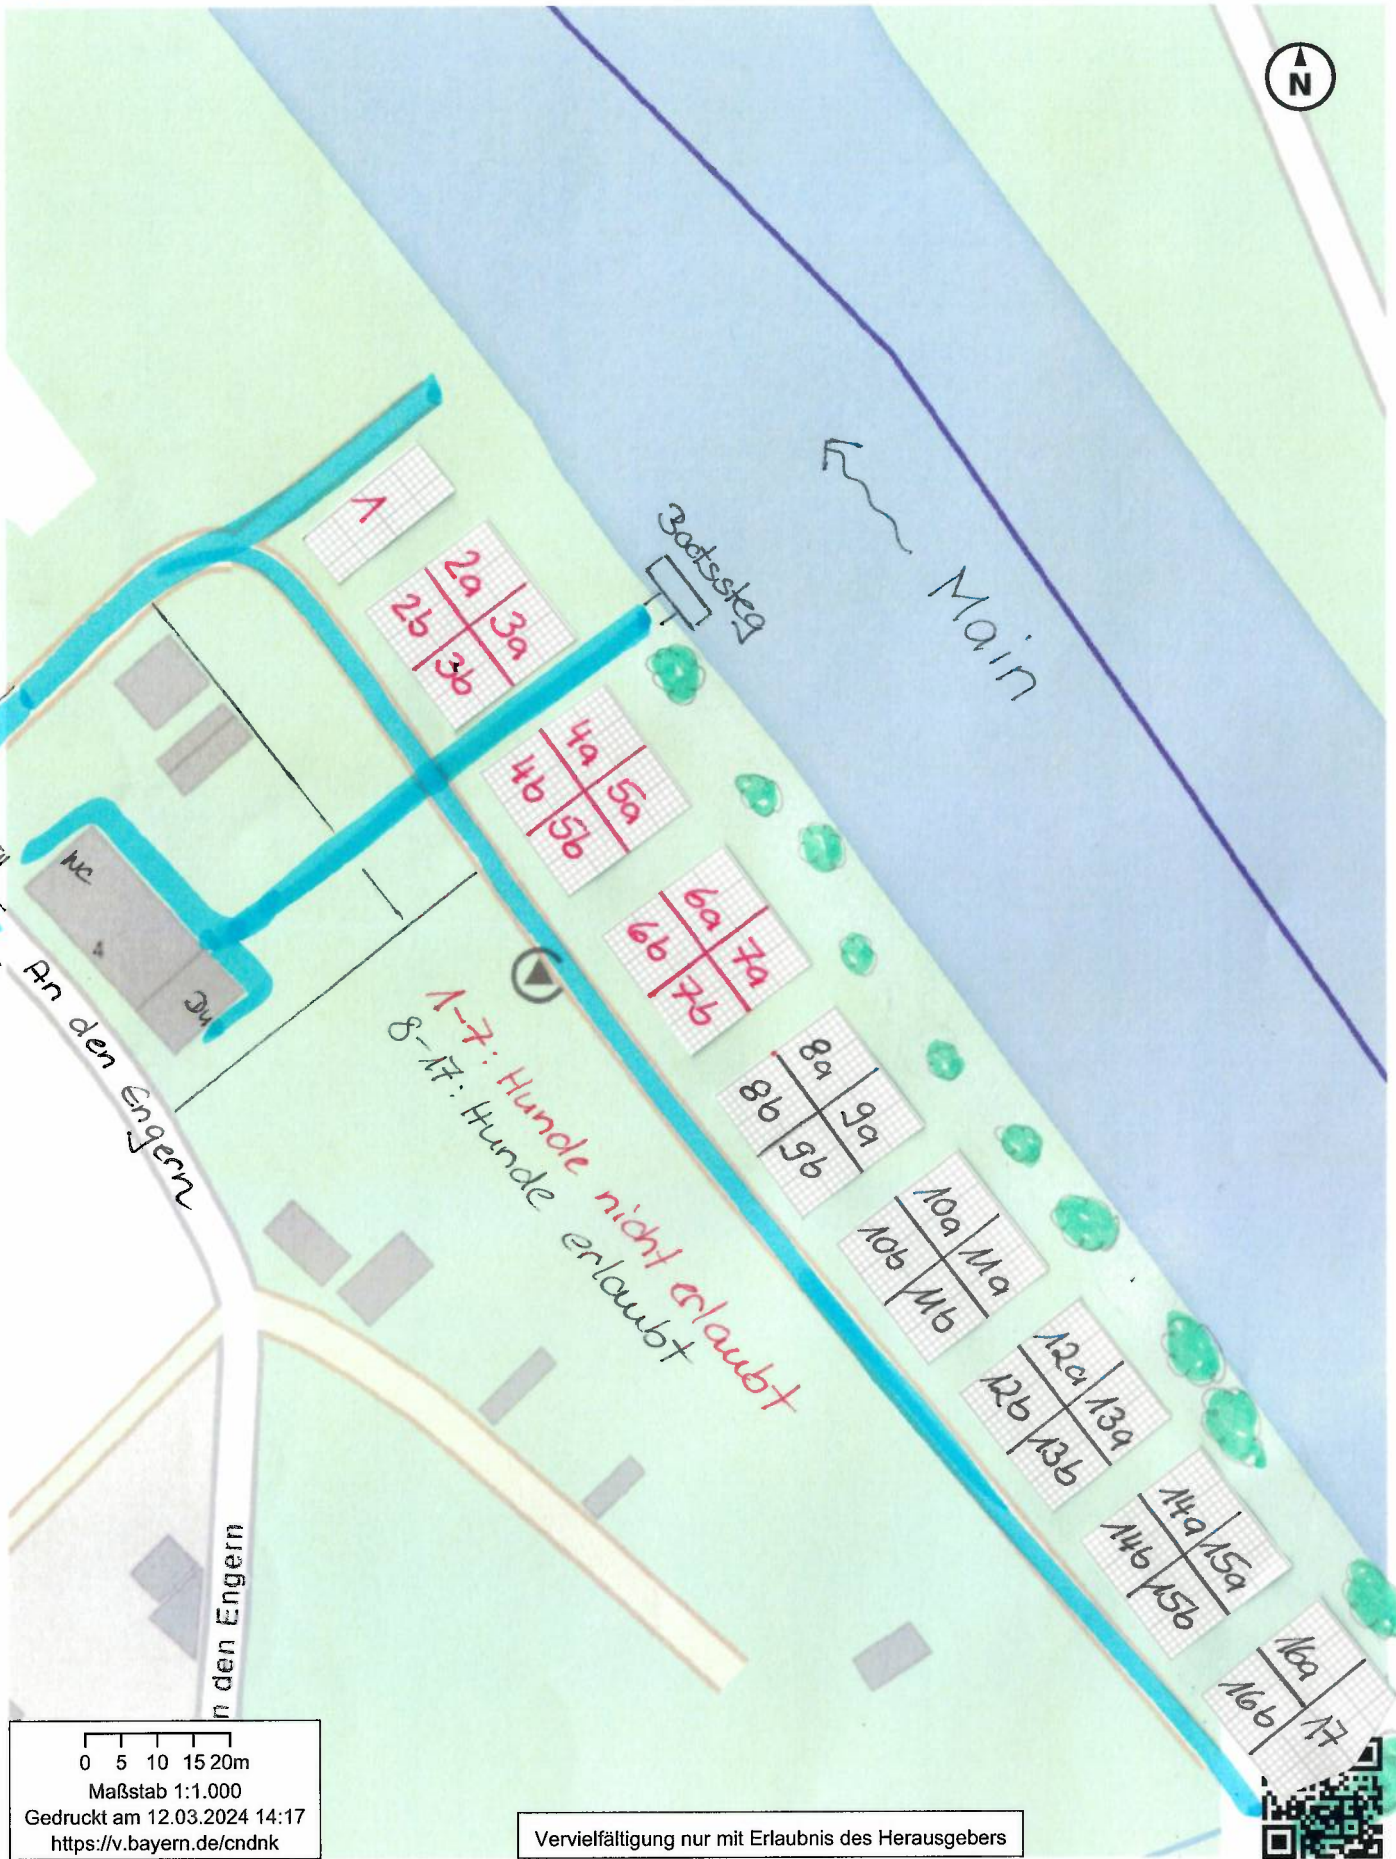 N
Bootssteg
Main
1
2a
3a
2b
3b
4a
5a
4b
5b
6a
7a
6b
7b
8a
9a
8b
9b
10a
11a
10b
11b
12a
13a
12b
13b
14a
15a
14b
15b
16a
16b
17
WC
4
Du
An den Engern
1-7: Hunde nicht erlaubt
8-17: Hunde erlaubt
n den Engern
0 5 10 15 20m
Maßstab 1:1.000
Gedruckt am 12.03.2024 14:17
https://v.bayern.de/cndnk
Vervielfältigung nur mit Erlaubnis des Herausgebers